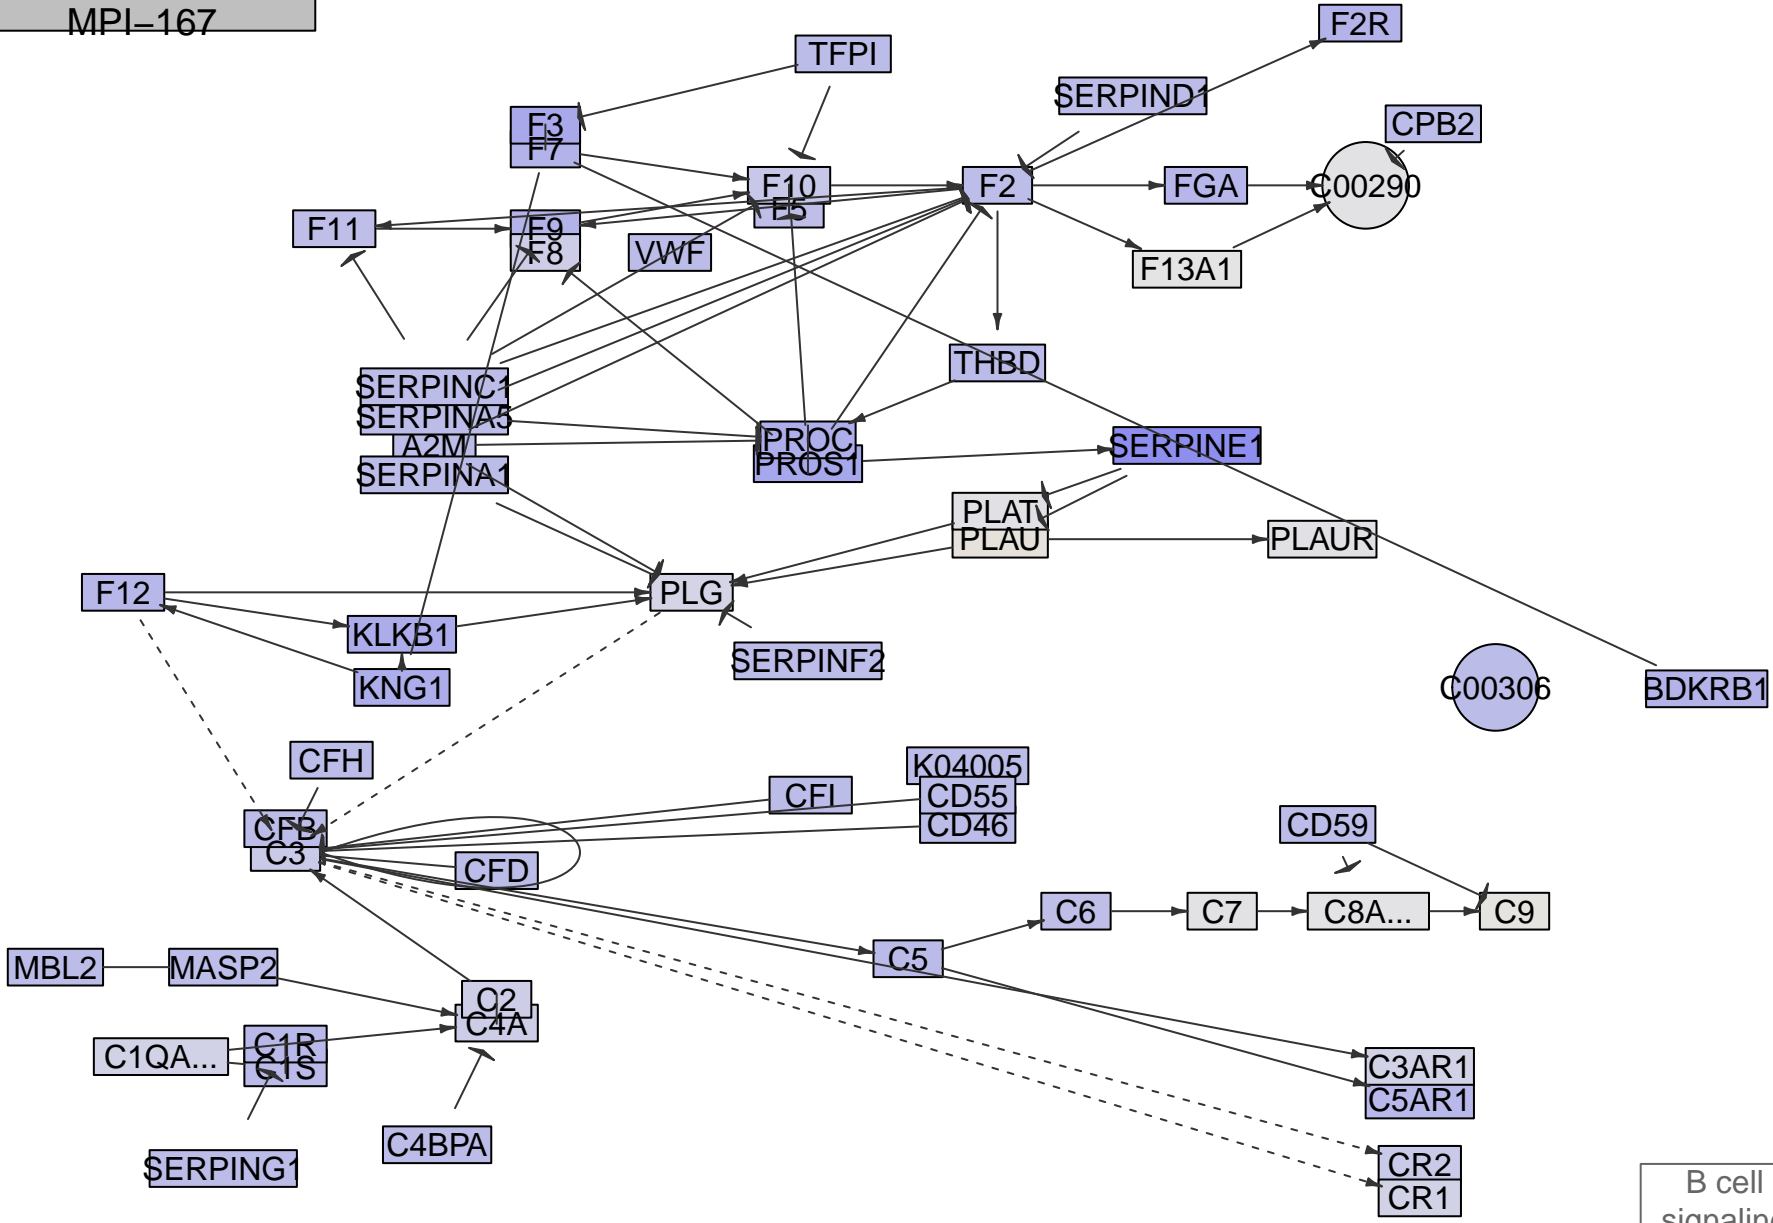 MPI−167
F2R
TFPI
SERPIND1
CPB2
F3
F7
F10
F5
F2
FGA
C00290
F11
F9
F8
VWF
F13A1
THBD
SERPINC1
SERPINA5
A2M
SERPINA1
PROC
PROS1
SERPINE1
PLAT
PLAU
PLAUR
F12
PLG
KLKB1
SERPINF2
KNG1
C00306
BDKRB1
CFH
K04005
CFI
CD55
CD46
CFB
C3
CD59
CFD
C6
C7
C8A...
C9
C5
MBL2
MASP2
C2
C4A
C1QA...
C1R
C1S
C3AR1
C5AR1
C4BPA
SERPING1
CR2
CR1
B cell
signaling